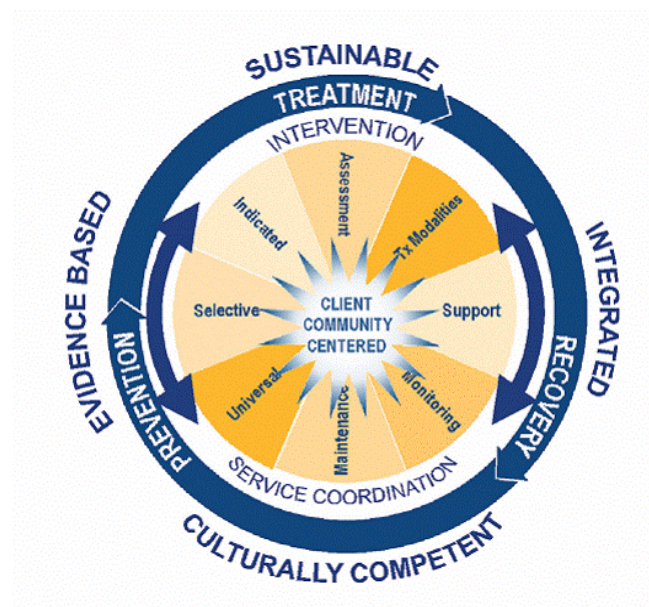 SUSTAINABLE
TREATMENT
INTERVENTION
Assessment
Indicated
Tx Modalities
EVIDENCE BASED
INTEGRATED
Selective
CLIENT
COMMUNITY
CENTERED
Support
PREVENTION
RECOVERY
Universal
Maintenance
Monitoring
SERVICE COORDINATION
CULTURALLY COMPETENT